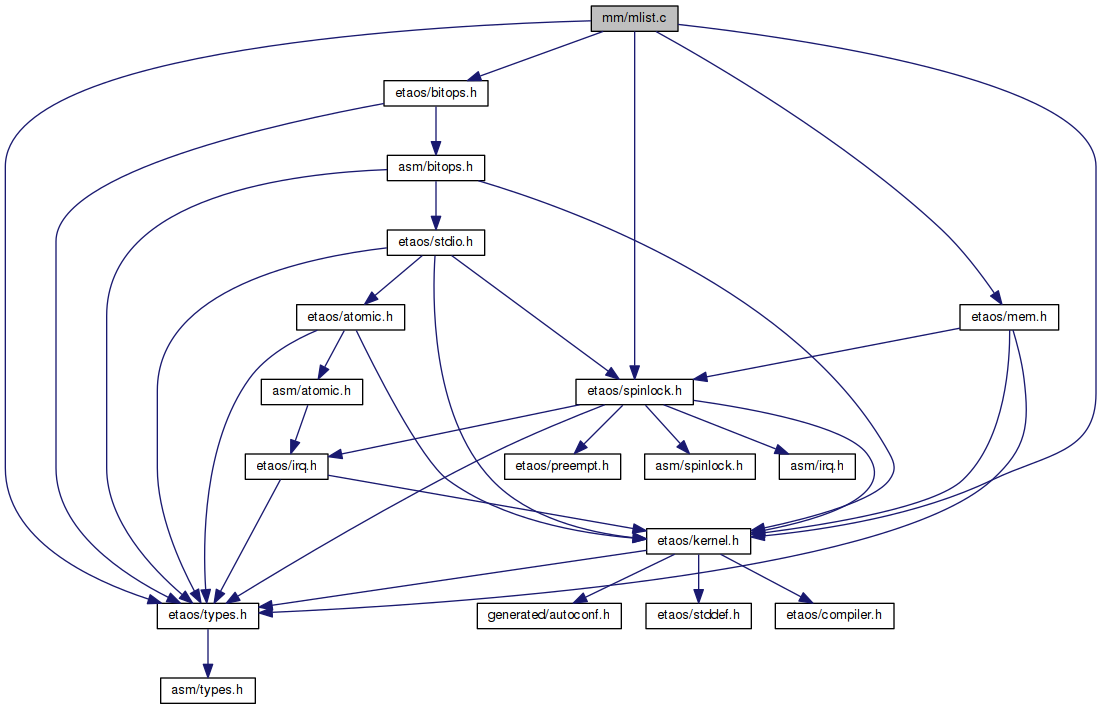 mm/mlist.c
etaos/bitops.h
asm/bitops.h
etaos/stdio.h
etaos/atomic.h
etaos/mem.h
asm/atomic.h
etaos/spinlock.h
etaos/irq.h
etaos/preempt.h
asm/spinlock.h
asm/irq.h
etaos/kernel.h
etaos/types.h
generated/autoconf.h
etaos/stddef.h
etaos/compiler.h
asm/types.h